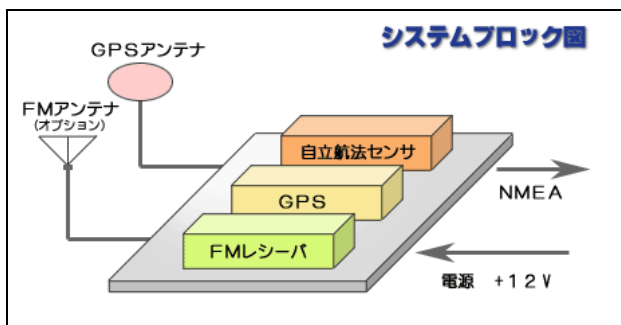 システムブロック図
GPSアンテナ
FMアンテナ
(オプション)
自立航法センサ
GPS
FMレシーバ
NMEA
電源 +12V